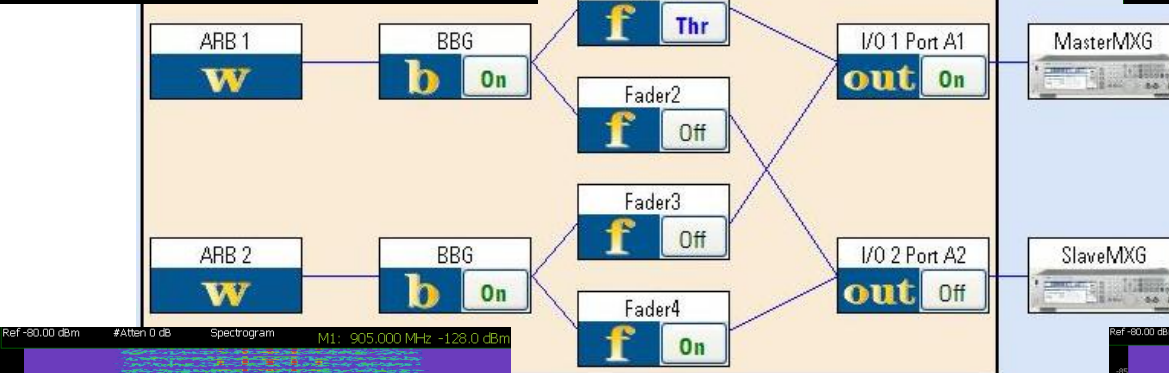 f Thr
ARB 1 BBG I/O 1 Port A1 MasterMXG
w b On out On
Fader2
f Off
Fader3
f Off
ARB 2 BBG I/O 2 Port A2 SlaveMXG
w b On out Off
Fader4
f On
Ref -80.00 dBm #Atten 0 dB Spectrogram M1: 905.000 MHz -128.0 dBm
Ref -80.00 dB
-85